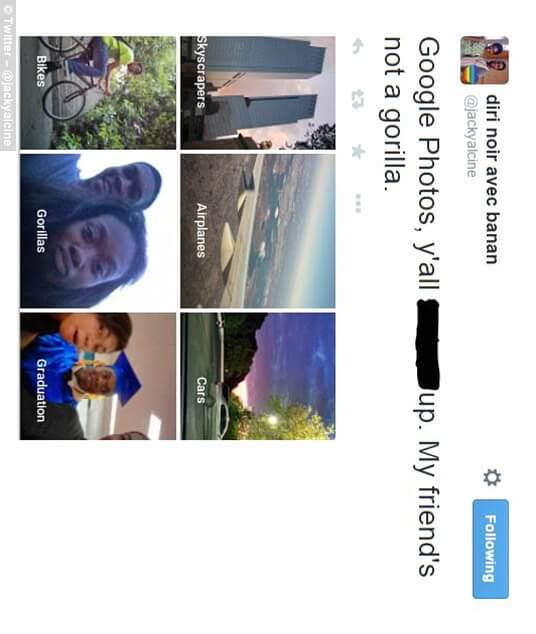 diri noir avec banan
@jackyalcine
Following
Google Photos, y'all up. My friend's
not a gorilla.
Skyscrapers Airplanes Cars
Bikes Gorillas Graduation
© Twitter - @jackyalcine